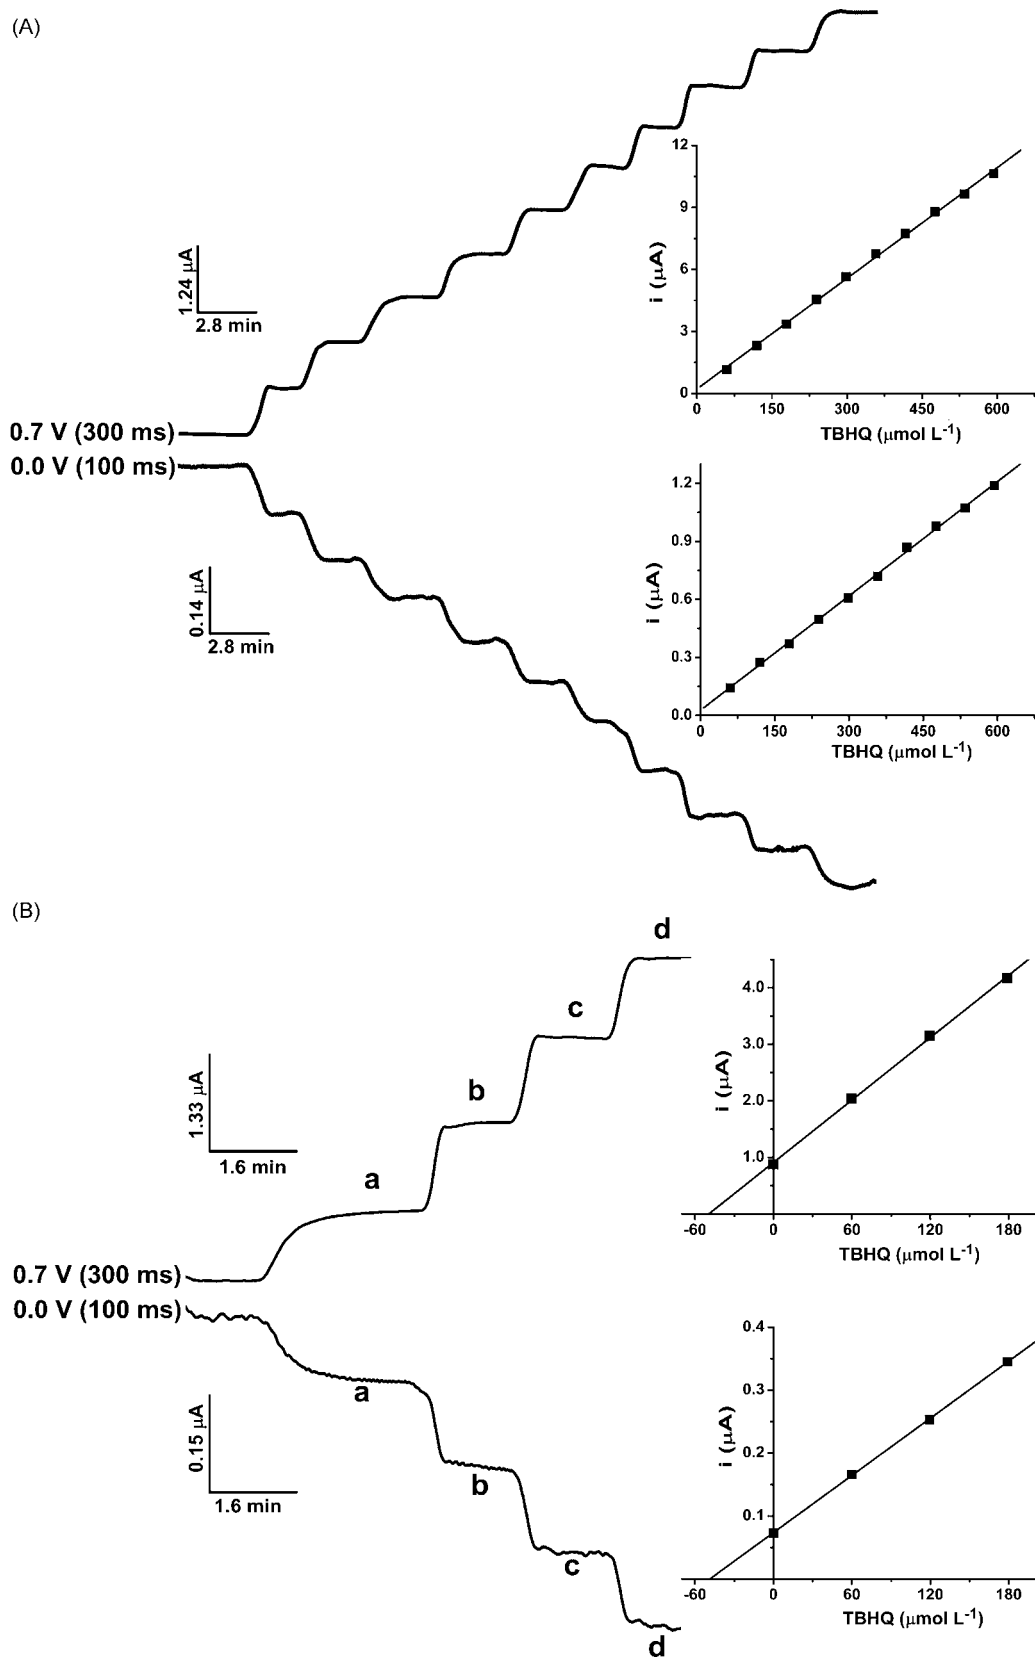 (A)
12
9
6
3
0
i (μA)
0 150 300 450 600
TBHQ (μmol L-1)
1.24 μA
2.8 min
0.7 V (300 ms)
0.0 V (100 ms)
1.2
0.9
0.6
0.3
0.0
i (μA)
0 150 300 450 600
TBHQ (μmol L-1)
0.14 μA
2.8 min
(B)
d
c
b
a
1.33 μA
1.6 min
4.0
3.0
2.0
1.0
i (μA)
-60 0 60 120 180
TBHQ (μmol L-1)
0.7 V (300 ms)
0.0 V (100 ms)
0.4
0.3
0.2
0.1
i (μA)
-60 0 60 120 180
TBHQ (μmol L-1)
a
0.15 μA
b
1.6 min
c
d